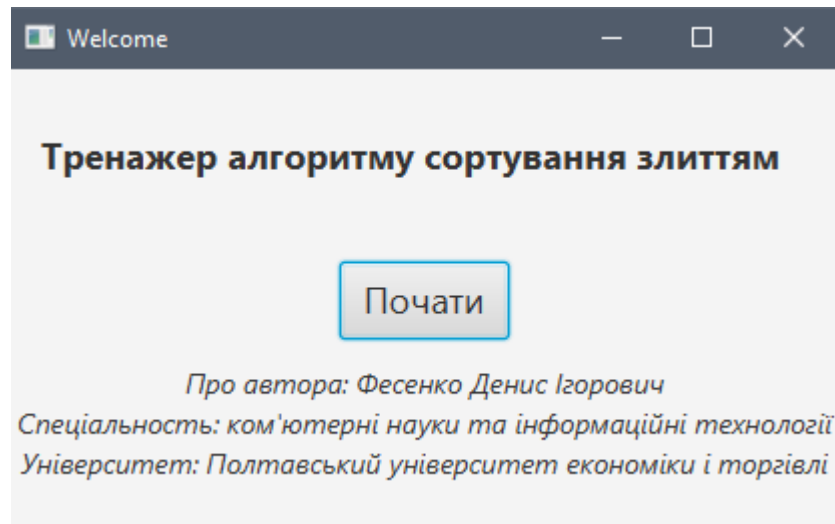 Welcome
Тренажер алгоритму сортування злиттям
Почати
Про автора: Фесенко Денис Ігорович
Спеціальность: ком'ютерні науки та інформаційні технології
Університет: Полтавський університет економіки і торгівлі